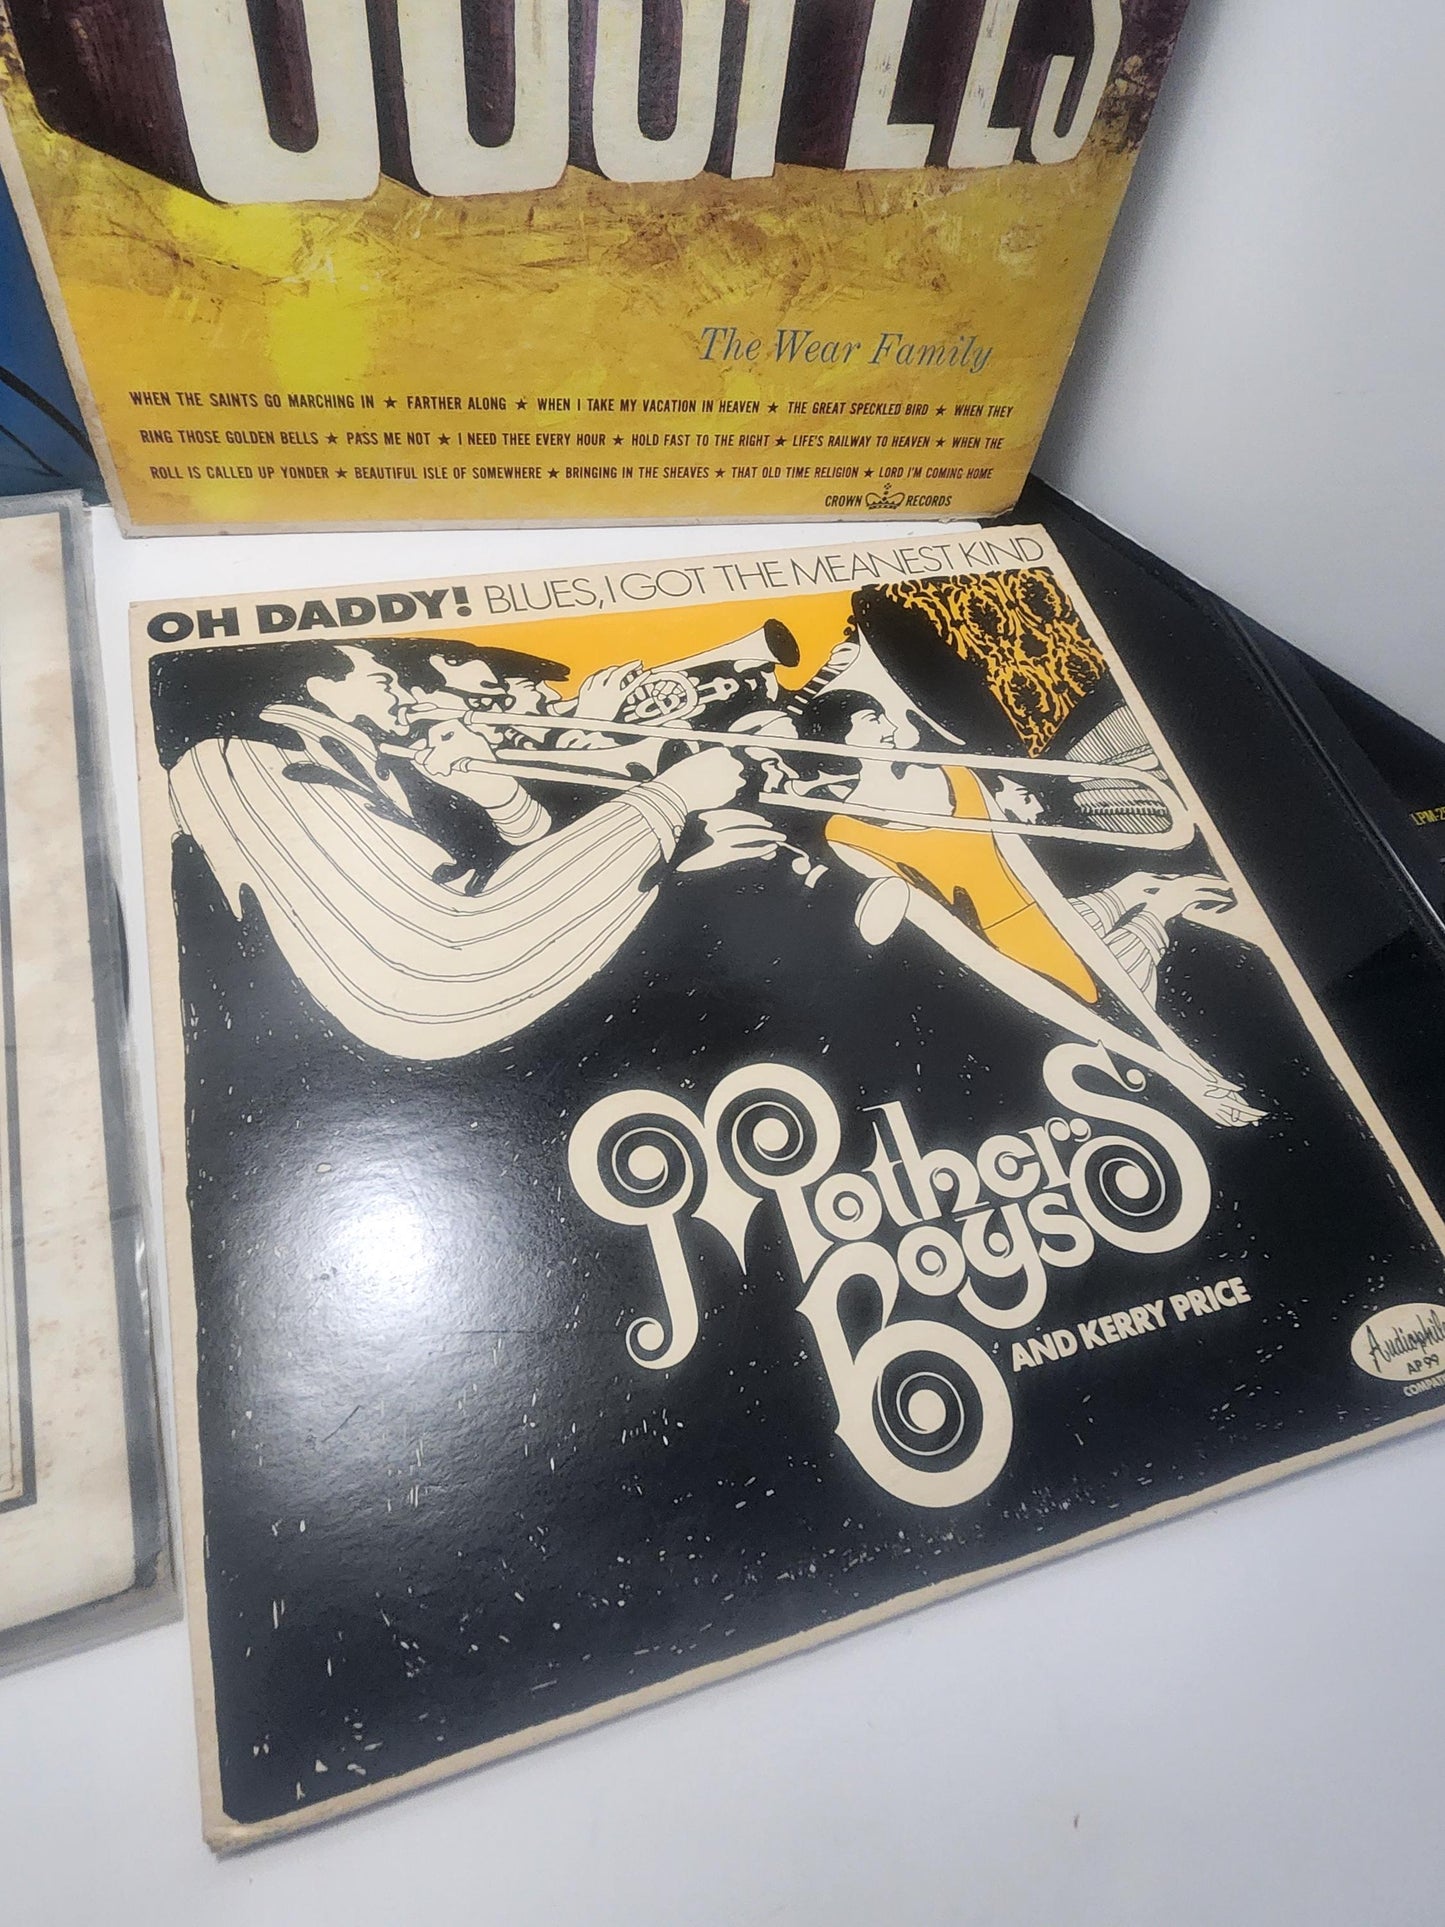 The Wear Family
WHEN THE SAINTS GO MARCHING IN ★ FARTHER ALONG ★ WHEN I TAKE MY VACATION IN HEAVEN ★ THE GREAT SPECKLED BIRD ★ WHEN THEY
RING THOSE GOLDEN BELLS ★ PASS ME NOT ★ I NEED THEE EVERY HOUR ★ HOLD FAST TO THE RIGHT ★ LIFE'S RAILWAY TO HEAVEN ★ WHEN THE
ROLL IS CALLED UP YONDER ★ BEAUTIFUL ISLE OF SOMEWHERE ★ BRINGING IN THE SHEAVES ★ THAT OLD TIME RELIGION ★ LORD I'M COMING HOME
CROWN RECORDS
OH DADDY! BLUES, I GOT THE MEANEST KIND
Mothers
Boys
AND KERRY PRICE
AP 99